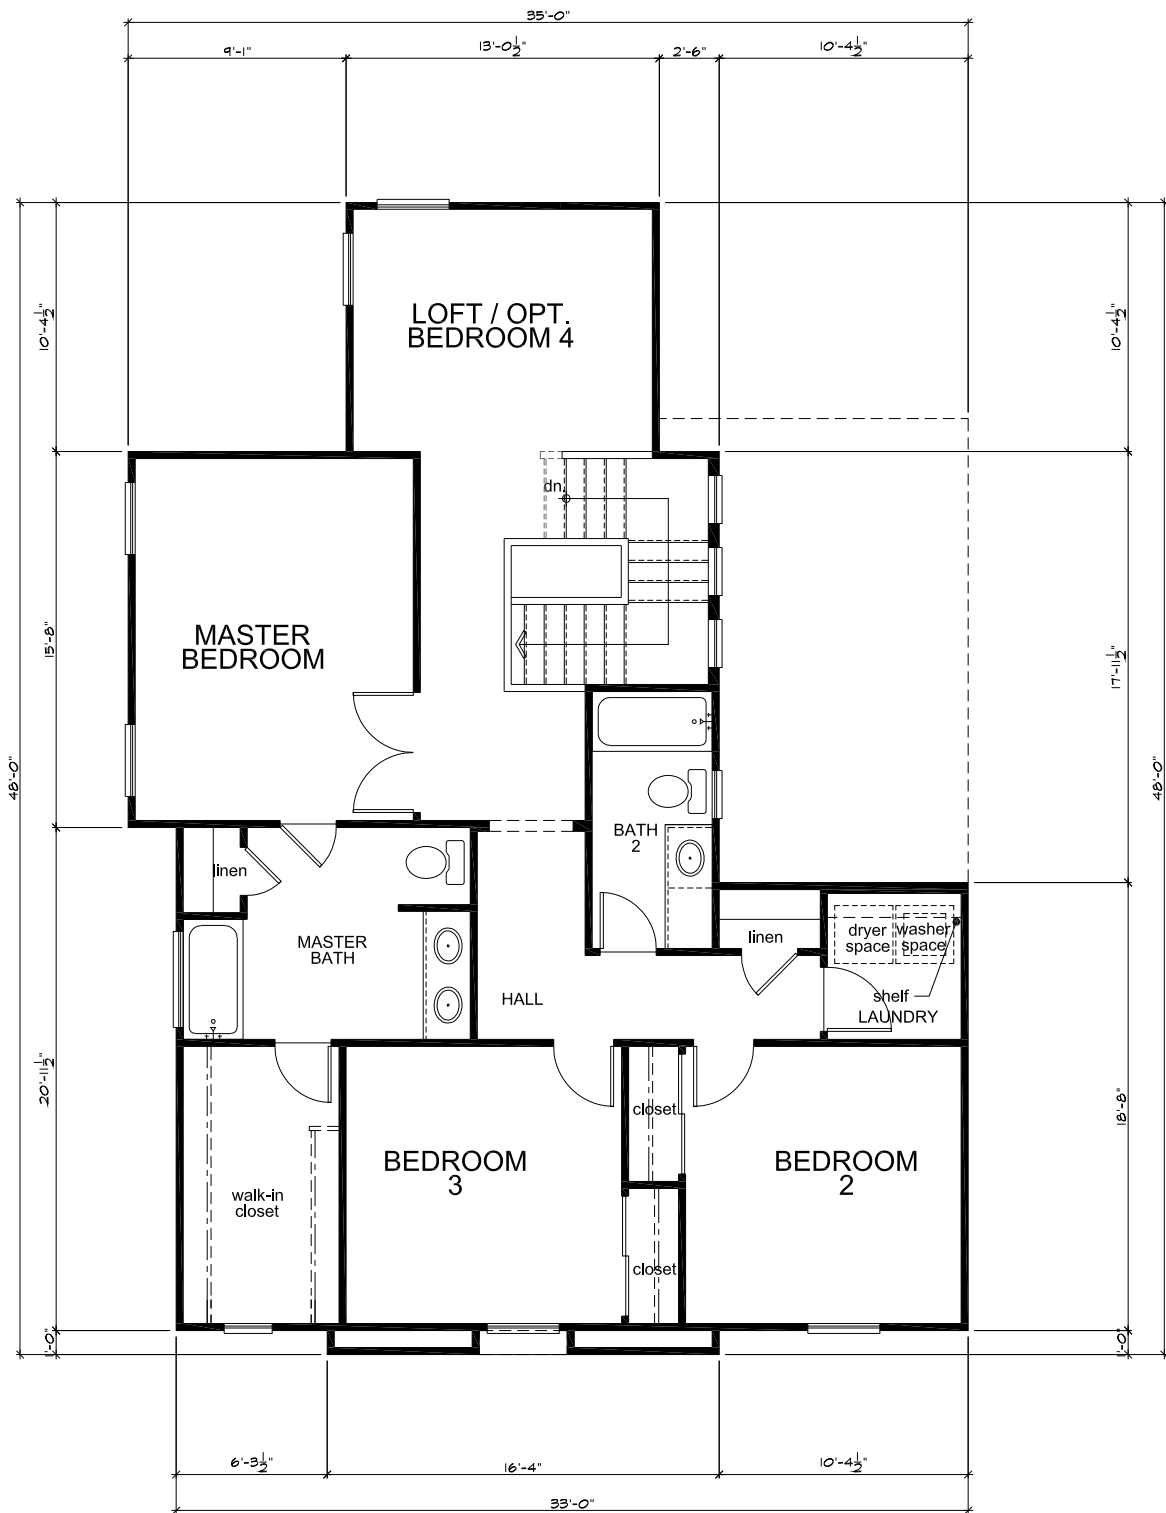 35'-0"
9'-1"
13'-0½"
2'-6"
10'-4½"
LOFT / OPT.
BEDROOM 4
10'-4½"
10'-4½"
dn.
MASTER
BEDROOM
15'-8"
17'-11½"
48'-0"
48'-0"
BATH
2
linen
MASTER
BATH
linen
dryer
space
washer
space
shelf
LAUNDRY
HALL
20'-11½"
18'-8"
closet
BEDROOM
3
BEDROOM
2
walk-in
closet
closet
1'-0"
1'-0"
6'-3½"
16'-4"
10'-4½"
33'-0"